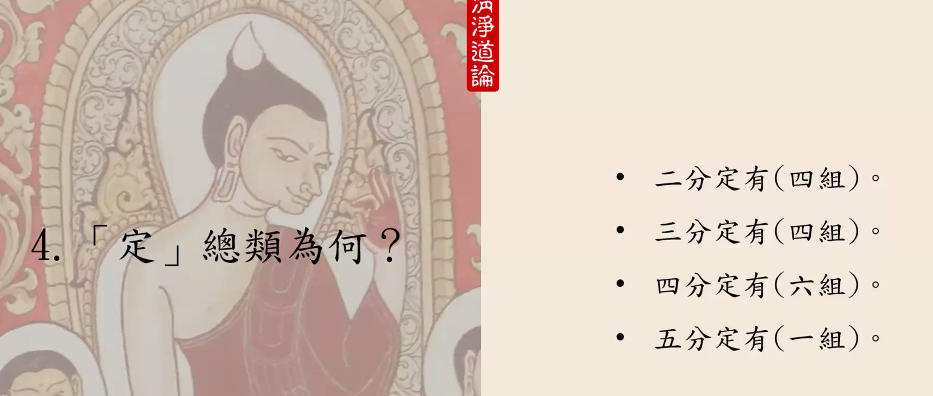 淨道論
4.「定」總類為何？
• 二分定有(四組)。
• 三分定有(四組)。
• 四分定有(六組)。
• 五分定有(一組)。